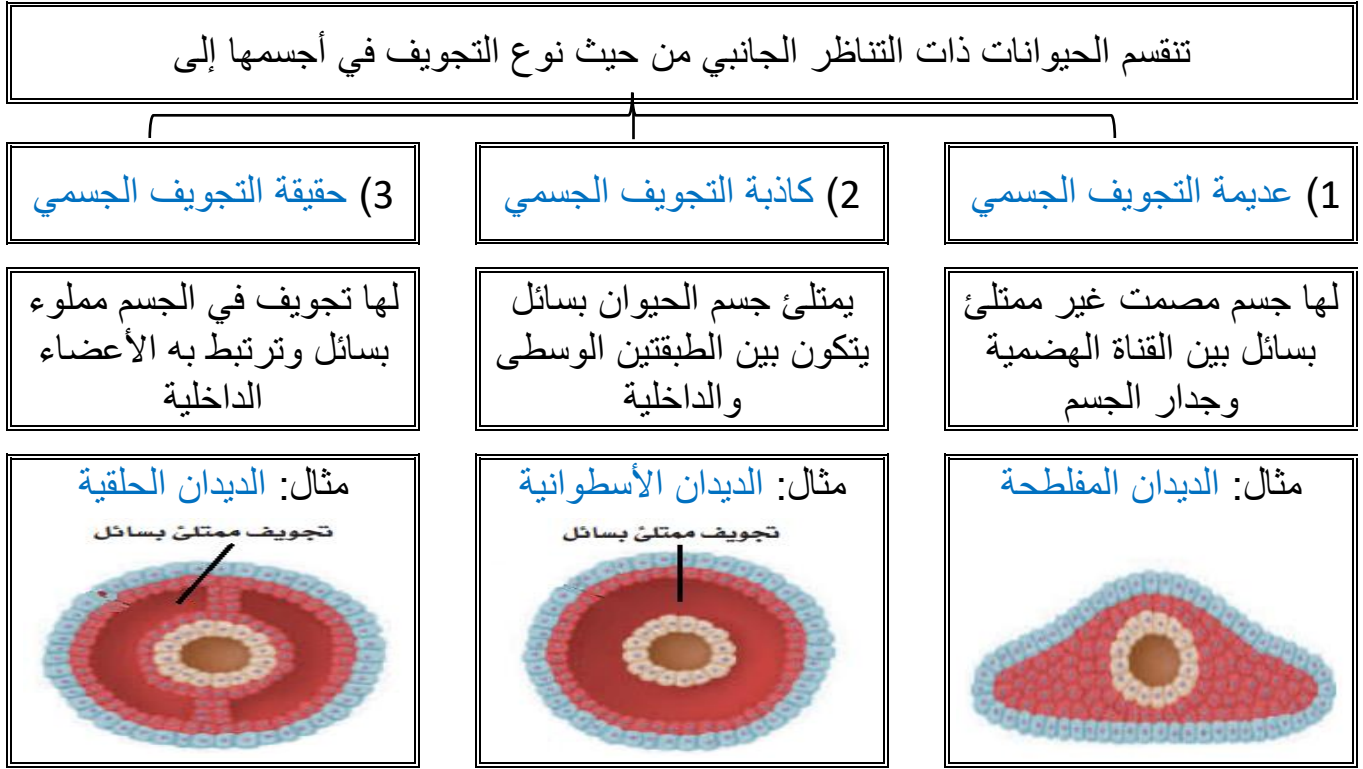 تنقسم الحيوانات ذات التناظر الجانبي من حيث نوع التجويف في أجسمها إلى
1) عديمة التجويف الجسمي
2) كاذبة التجويف الجسمي
3) حقيقة التجويف الجسمي
لها جسم مصمت غير ممتلئ
بسائل بين القناة الهضمية
وجدار الجسم
يمتلئ جسم الحيوان بسائل
يتكون بين الطبقتين الوسطى
والداخلية
لها تجويف في الجسم مملوء
بسائل وترتبط به الأعضاء
الداخلية
مثال: الديدان المفلطحة
مثال: الديدان الأسطوانية
تجويف ممتلئ بسائل
مثال: الديدان الحلقية
تجويف ممتلئ بسائل